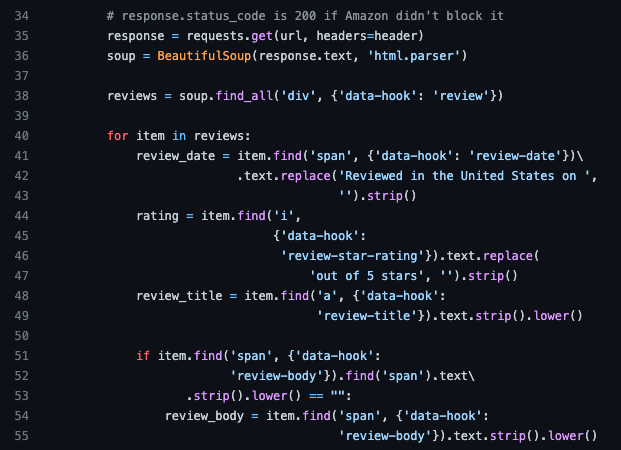 34 # response.status_code is 200 if Amazon didn't block it
35 response = requests.get(url, headers=header)
36 soup = BeautifulSoup(response.text, 'html.parser')
37
38 reviews = soup.find_all('div', {'data-hook': 'review'})
39
40 for item in reviews:
41 review_date = item.find('span', {'data-hook': 'review-date'})\
42 .text.replace('Reviewed in the United States on ',
43 '').strip()
44 rating = item.find('i',
45 {'data-hook':
46 'review-star-rating'}).text.replace(
47 'out of 5 stars', '').strip()
48 review_title = item.find('a', {'data-hook':
49 'review-title'}).text.strip().lower()
50
51 if item.find('span', {'data-hook':
52 'review-body'}).find('span').text\
53 .strip().lower() == "":
54 review_body = item.find('span', {'data-hook':
55 'review-body'}).text.strip().lower()